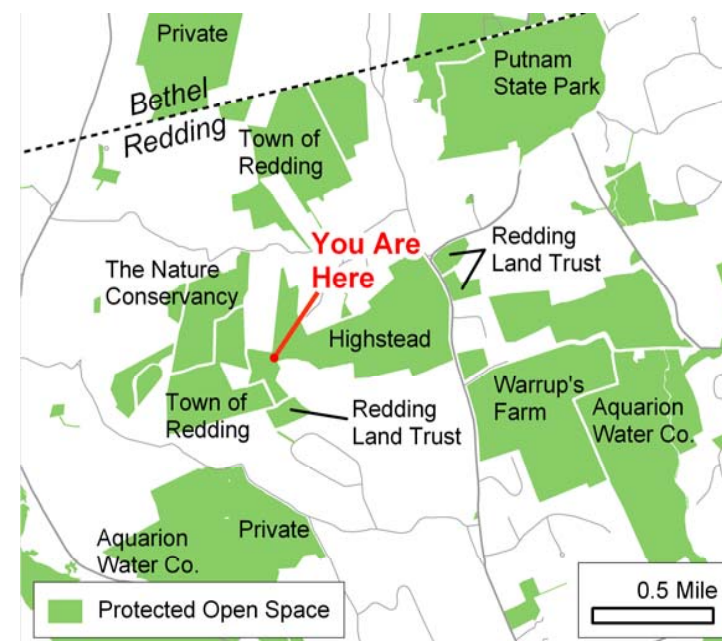 Private
Putnam
State Park
Bethel
Redding
Town of
Redding
You Are
Here
Redding
Land Trust
The Nature
Conservancy
Highstead
Town of
Redding
Redding
Land Trust
Warrup's
Farm
Aquarion
Water Co.
Aquarion
Water Co.
Private
Protected Open Space
0.5 Mile